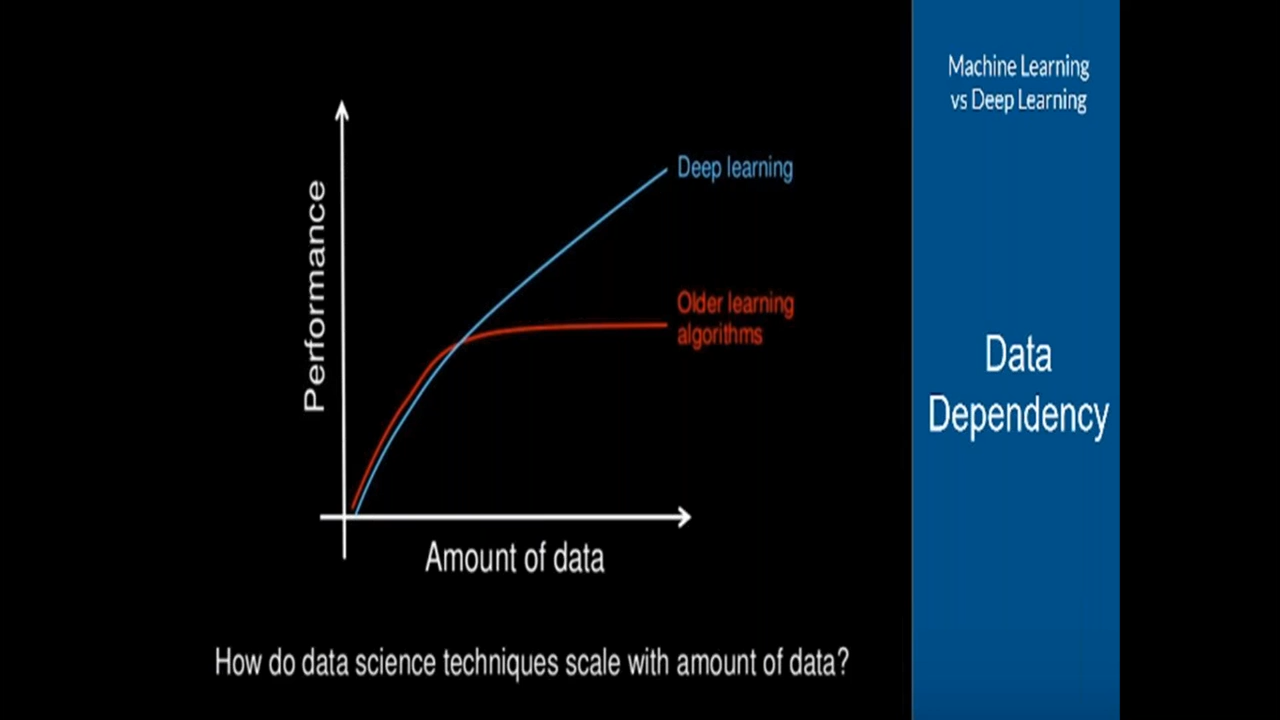 Machine Learning
vs Deep Learning
Data
Dependency
Performance
Deep learning
Older learning
algorithms
Amount of data
How do data science techniques scale with amount of data?